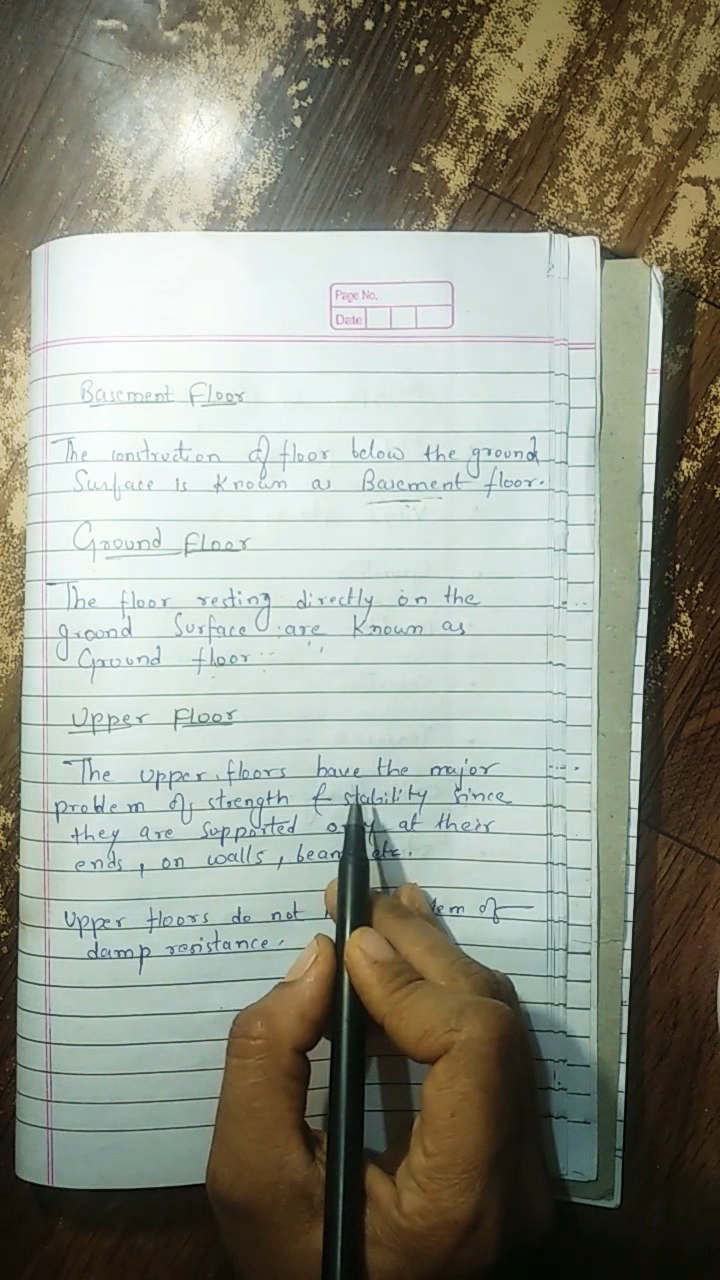 Page No.
Date
Basement Floor
The construction of floor below the ground
Surface is Known as Basement floor.
Ground Floor
The floor resting directly on the
ground Surface are Known as
Ground floor
Upper Floor
The upper floors have the major
problem of strength & stability Since
they are supported at their
ends, on walls, etc.
Upper floors do not of
damp resistance.